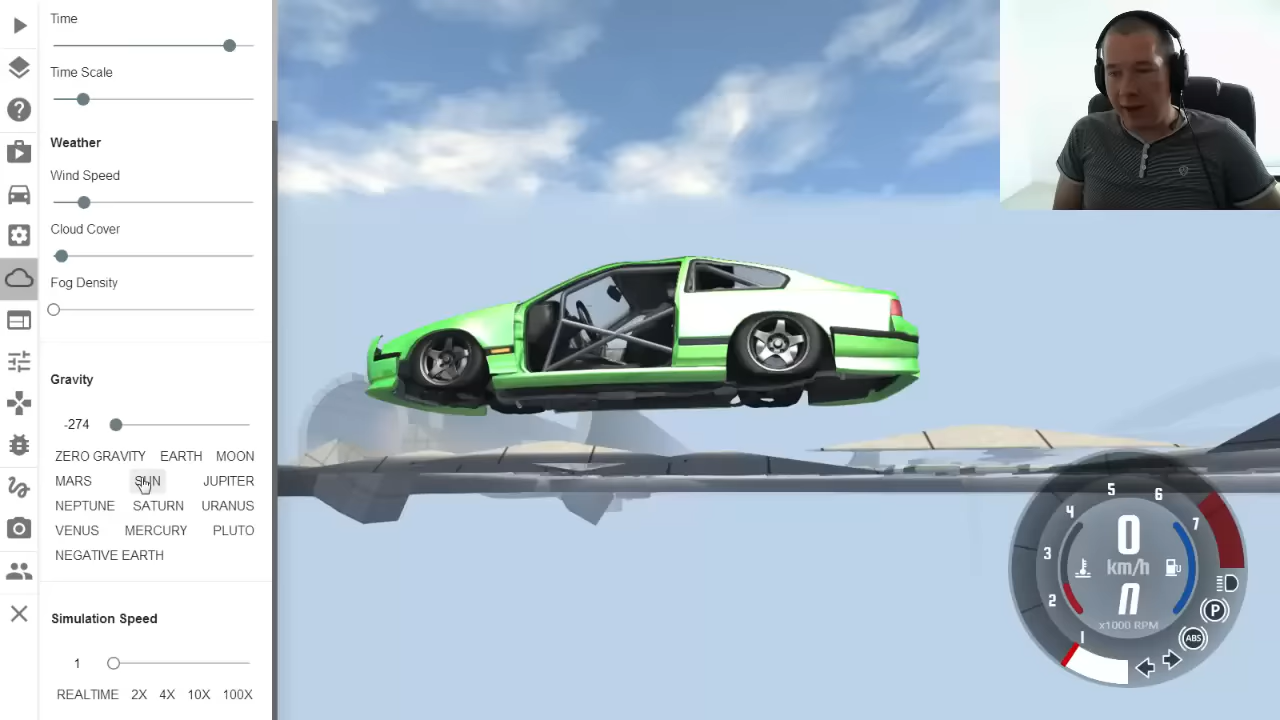 Time
Time Scale
Weather
Wind Speed
Cloud Cover
Fog Density
Gravity
-274
ZERO GRAVITY EARTH MOON
MARS SUN JUPITER
NEPTUNE SATURN URANUS
VENUS MERCURY PLUTO
NEGATIVE EARTH
Simulation Speed
1
REALTIME 2X 4X 10X 100X
1
2
3
4
5
6
7
0
km/h
n
x1000 RPM
P
ABS